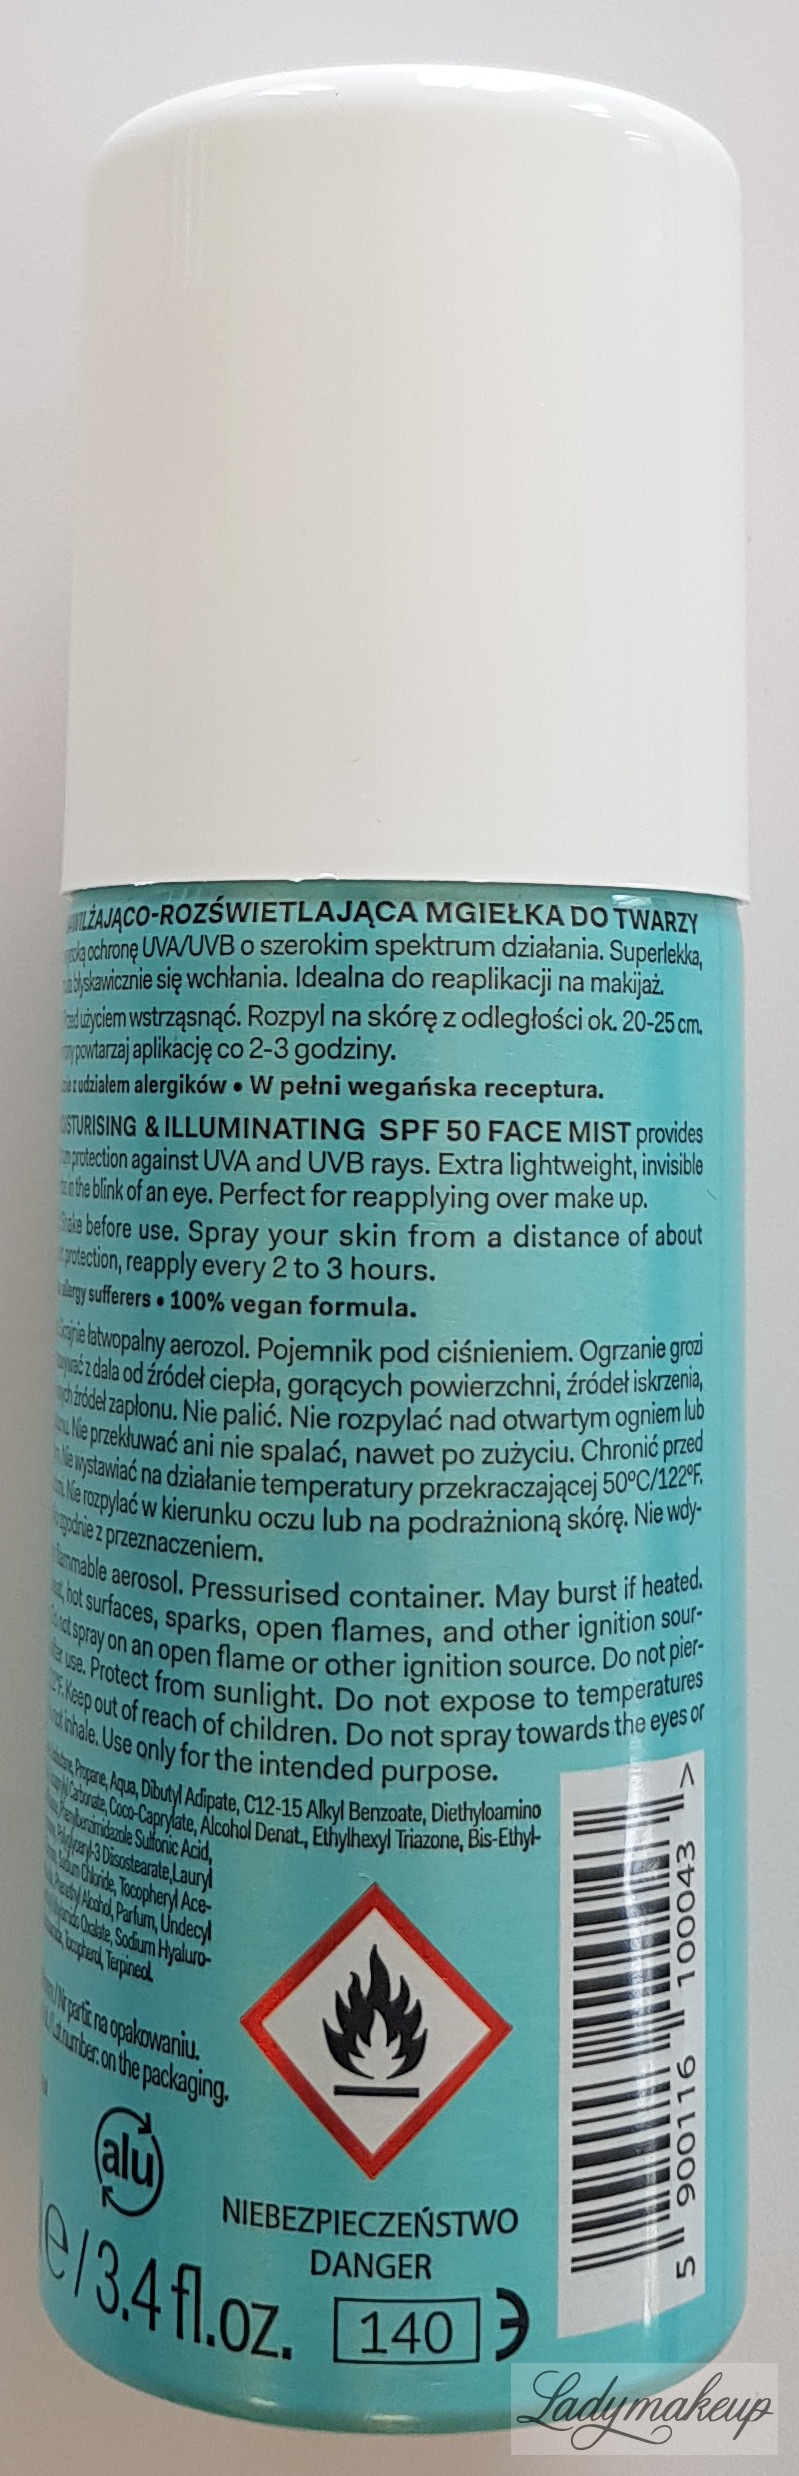 NAWILŻAJĄCO-ROZŚWIETLAJĄCA MGIEŁKA DO TWARZY
ochronę UVA/UVB o szerokim spektrum działania. Superlekka,
błyskawicznie się wchłania. Idealna do reaplikacji na makijaż.
Przed użyciem wstrząsnąć. Rozpyl na skórę z odległości ok. 20-25 cm.
powtarzaj aplikację co 2-3 godziny.
z udziałem alergików • W pełni wegańska receptura.
MOISTURISING & ILLUMINATING SPF 50 FACE MIST provides
protection against UVA and UVB rays. Extra lightweight, invisible
in the blink of an eye. Perfect for reapplying over make up.
Shake before use. Spray your skin from a distance of about
protection, reapply every 2 to 3 hours.
allergy sufferers • 100% vegan formula.
Skrajnie łatwopalny aerozol. Pojemnik pod ciśnieniem. Ogrzanie grozi
z dala od źródeł ciepła, gorących powierzchni, źródeł iskrzenia,
źródeł zapłonu. Nie palić. Nie rozpylać nad otwartym ogniem lub
Nie przekłuwać ani nie spalać, nawet po zużyciu. Chronić przed
Nie wystawiać na działanie temperatury przekraczającej 50°C/122°F.
Nie rozpylać w kierunku oczu lub na podrażnioną skórę. Nie wdy-
zgodnie z przeznaczeniem.
flammable aerosol. Pressurised container. May burst if heated.
hot surfaces, sparks, open flames, and other ignition sour-
not spray on an open flame or other ignition source. Do not pier-
use. Protect from sunlight. Do not expose to temperatures
Keep out of reach of children. Do not spray towards the eyes or
not inhale. Use only for the intended purpose.
Propane, Aqua, Dibutyl Adipate, C12-15 Alkyl Benzoate, Diethyloamino
Carbonate, Coco-Caprylate, Alcohol Denat., Ethylhexyl Triazone, Bis-Ethyl-
Phenylbenzimidazole Sulfonic Acid,
Polyglyceryl-3 Diisostearate, Lauryl
Sodium Chloride, Tocopheryl Ace-
Phenethyl Alcohol, Parfum, Undecyl
Oxalate, Sodium Hyaluro-
Tocopherol, Terpineol.
Nr partii: na opakowaniu.
Lot number: on the packaging.
alu
NIEBEZPIECZEŃSTWO
DANGER
e/3.4 fl.oz.
140
5 900116 100043 >
Ladymakeup